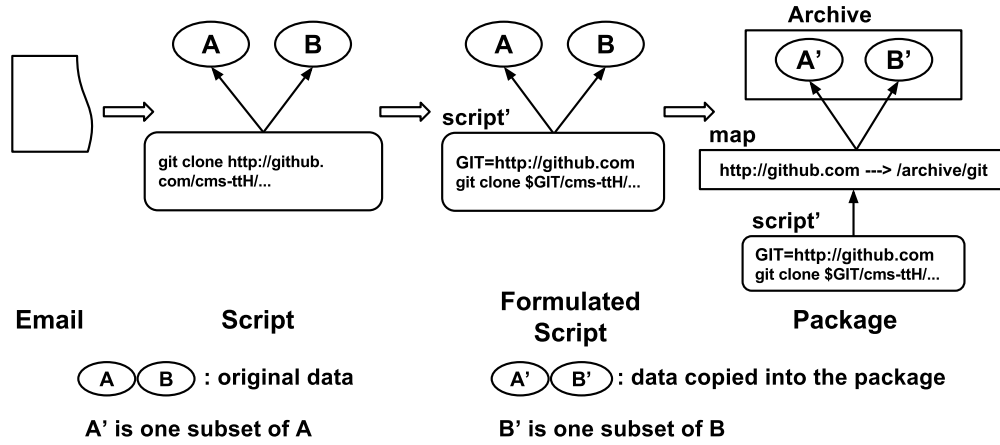 Archive
A
B
A
B
A’
B’
script’
map
git clone http://github.
com/cms-ttH/...
GIT=http://github.com
git clone $GIT/cms-ttH/...
http://github.com ---> /archive/git
script’
GIT=http://github.com
git clone $GIT/cms-ttH/...
Email
Script
Formulated
Script
Package
A B : original data
A’ B’ : data copied into the package
A’ is one subset of A
B’ is one subset of B